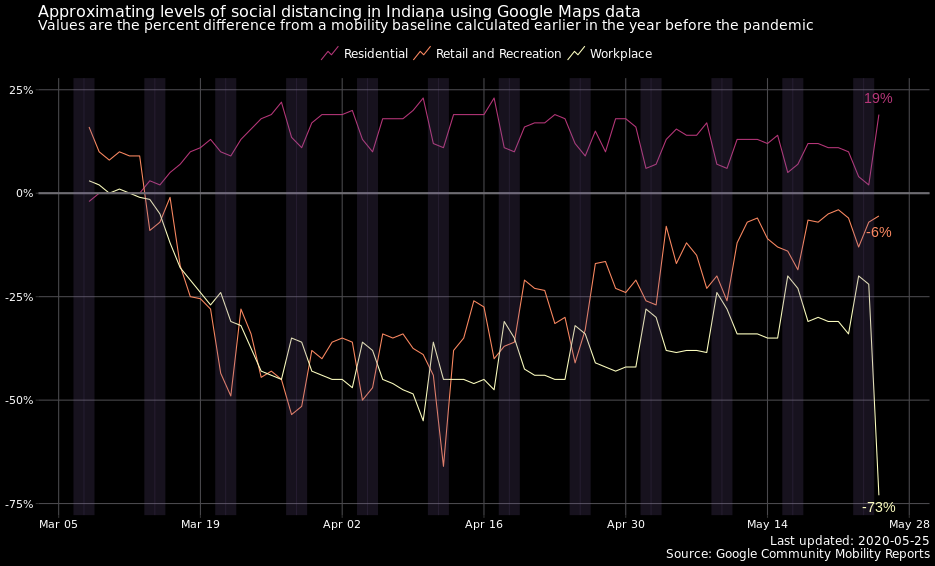 Approximating levels of social distancing in Indiana using Google Maps data
Values are the percent difference from a mobility baseline calculated earlier in the year before the pandemic
Residential Retail and Recreation Workplace
25%
0%
-25%
-50%
-75%
19%
-6%
-73%
Mar 05 Mar 19 Apr 02 Apr 16 Apr 30 May 14 May 28
Last updated: 2020-05-25
Source: Google Community Mobility Reports